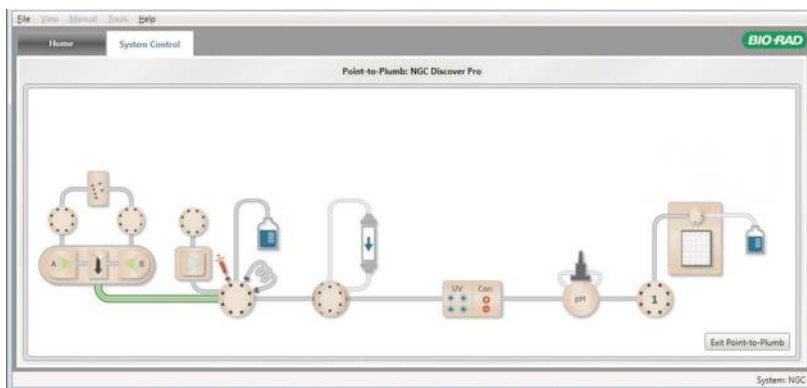 File View Manual Tools Help
Home System Control BIO-RAD
Point-to-Plumb: NGC Discover Pro
A B
UV Con
pH
1
Exit Point-to-Plumb
System: NGC